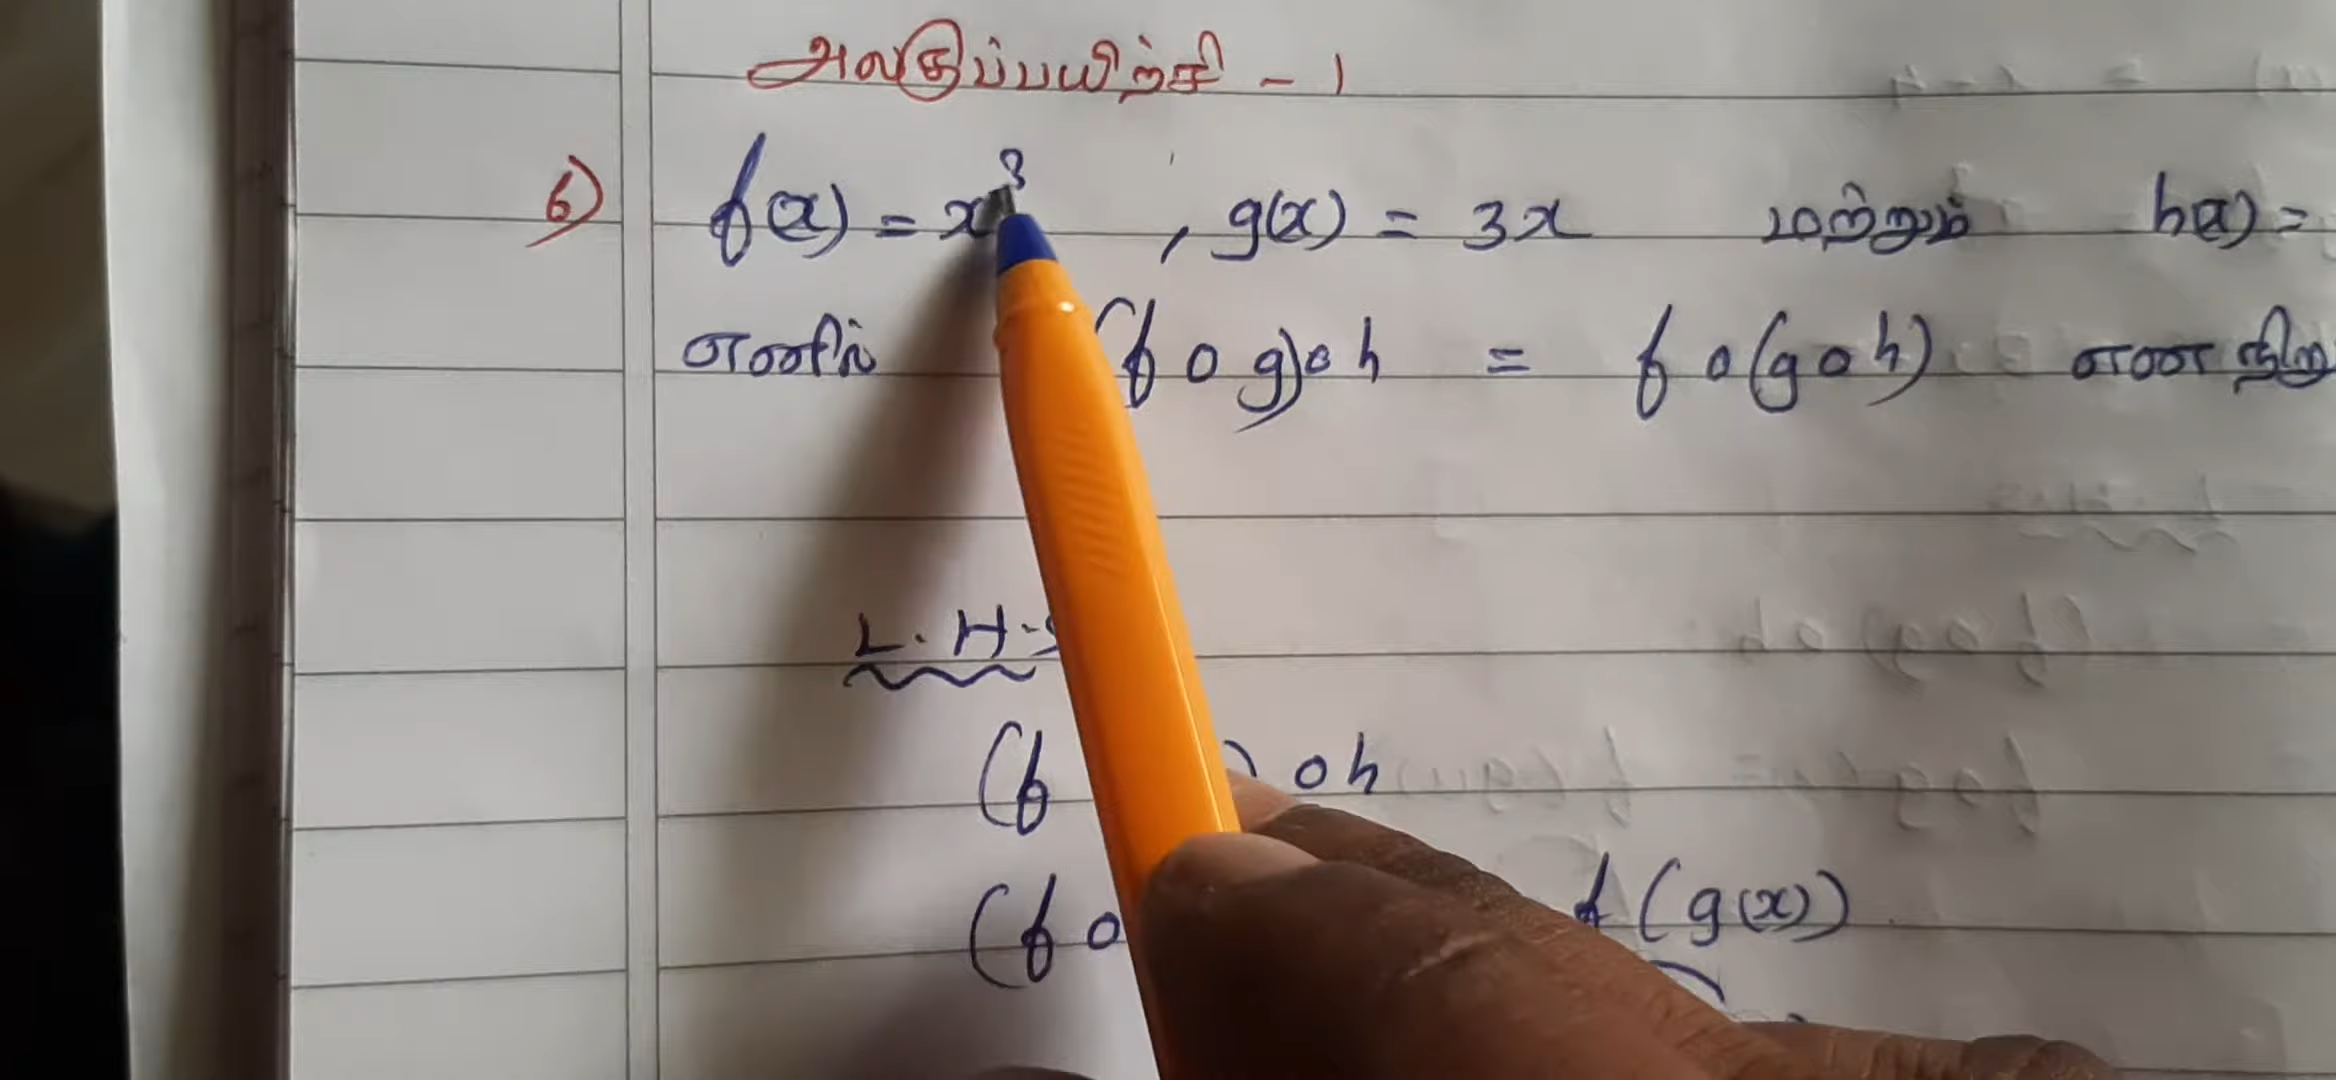 அலகுப்பயிற்சி - 1
6) f(x) = x³ , g(x) = 3x மற்றும் h(x) =
எனில் (f o g) o h = f o (g o h) என
L.H.S
(f ) o h
(f o f(g(x))